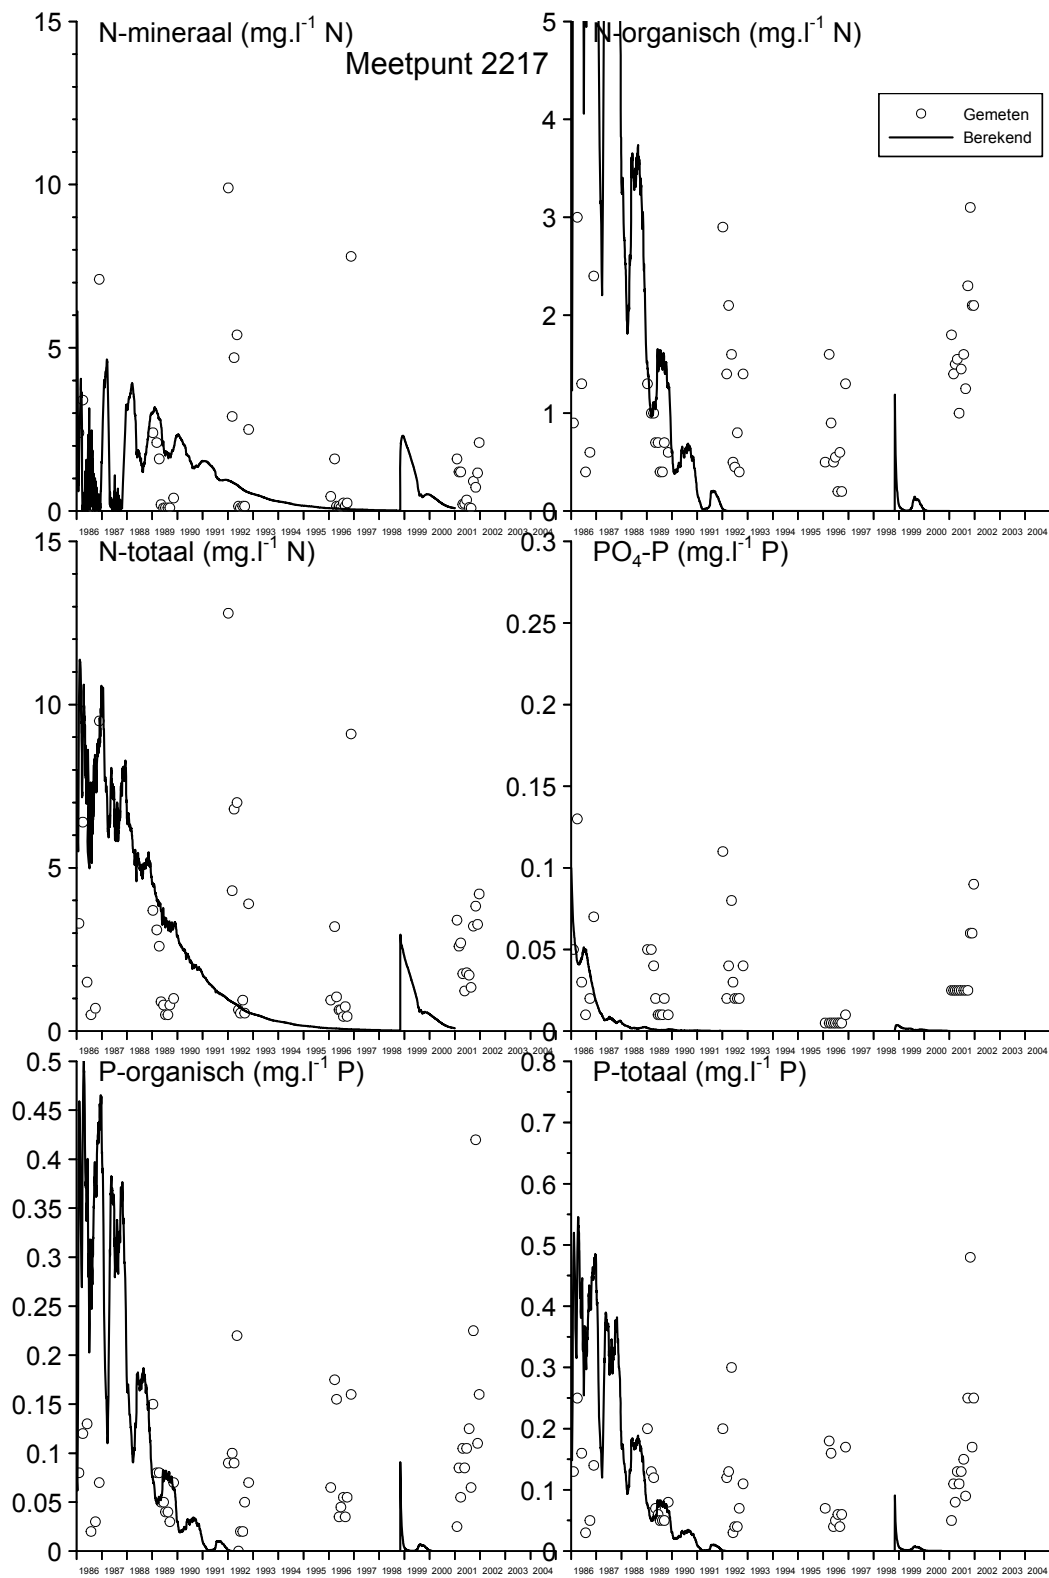 Meetpunt 2217
N-mineraal (mg.l-1 N)
15
10
5
0
1986 1987 1988 1989 1990 1991 1992 1993 1994 1995 1996 1997 1998 1999 2000 2001 2002 2003 2004
N-organisch (mg.l-1 N)
Gemeten
Berekend
5
4
3
2
1
0
1986 1987 1988 1989 1990 1991 1992 1993 1994 1995 1996 1997 1998 1999 2000 2001 2002 2003 2004
N-totaal (mg.l-1 N)
15
10
5
0
1986 1987 1988 1989 1990 1991 1992 1993 1994 1995 1996 1997 1998 1999 2000 2001 2002 2003 2004
PO4-P (mg.l-1 P)
0.3
0.25
0.2
0.15
0.1
0.05
0
1986 1987 1988 1989 1990 1991 1992 1993 1994 1995 1996 1997 1998 1999 2000 2001 2002 2003 2004
P-organisch (mg.l-1 P)
0.5
0.45
0.4
0.35
0.3
0.25
0.2
0.15
0.1
0.05
0
1986 1987 1988 1989 1990 1991 1992 1993 1994 1995 1996 1997 1998 1999 2000 2001 2002 2003 2004
P-totaal (mg.l-1 P)
0.8
0.7
0.6
0.5
0.4
0.3
0.2
0.1
0
1986 1987 1988 1989 1990 1991 1992 1993 1994 1995 1996 1997 1998 1999 2000 2001 2002 2003 2004